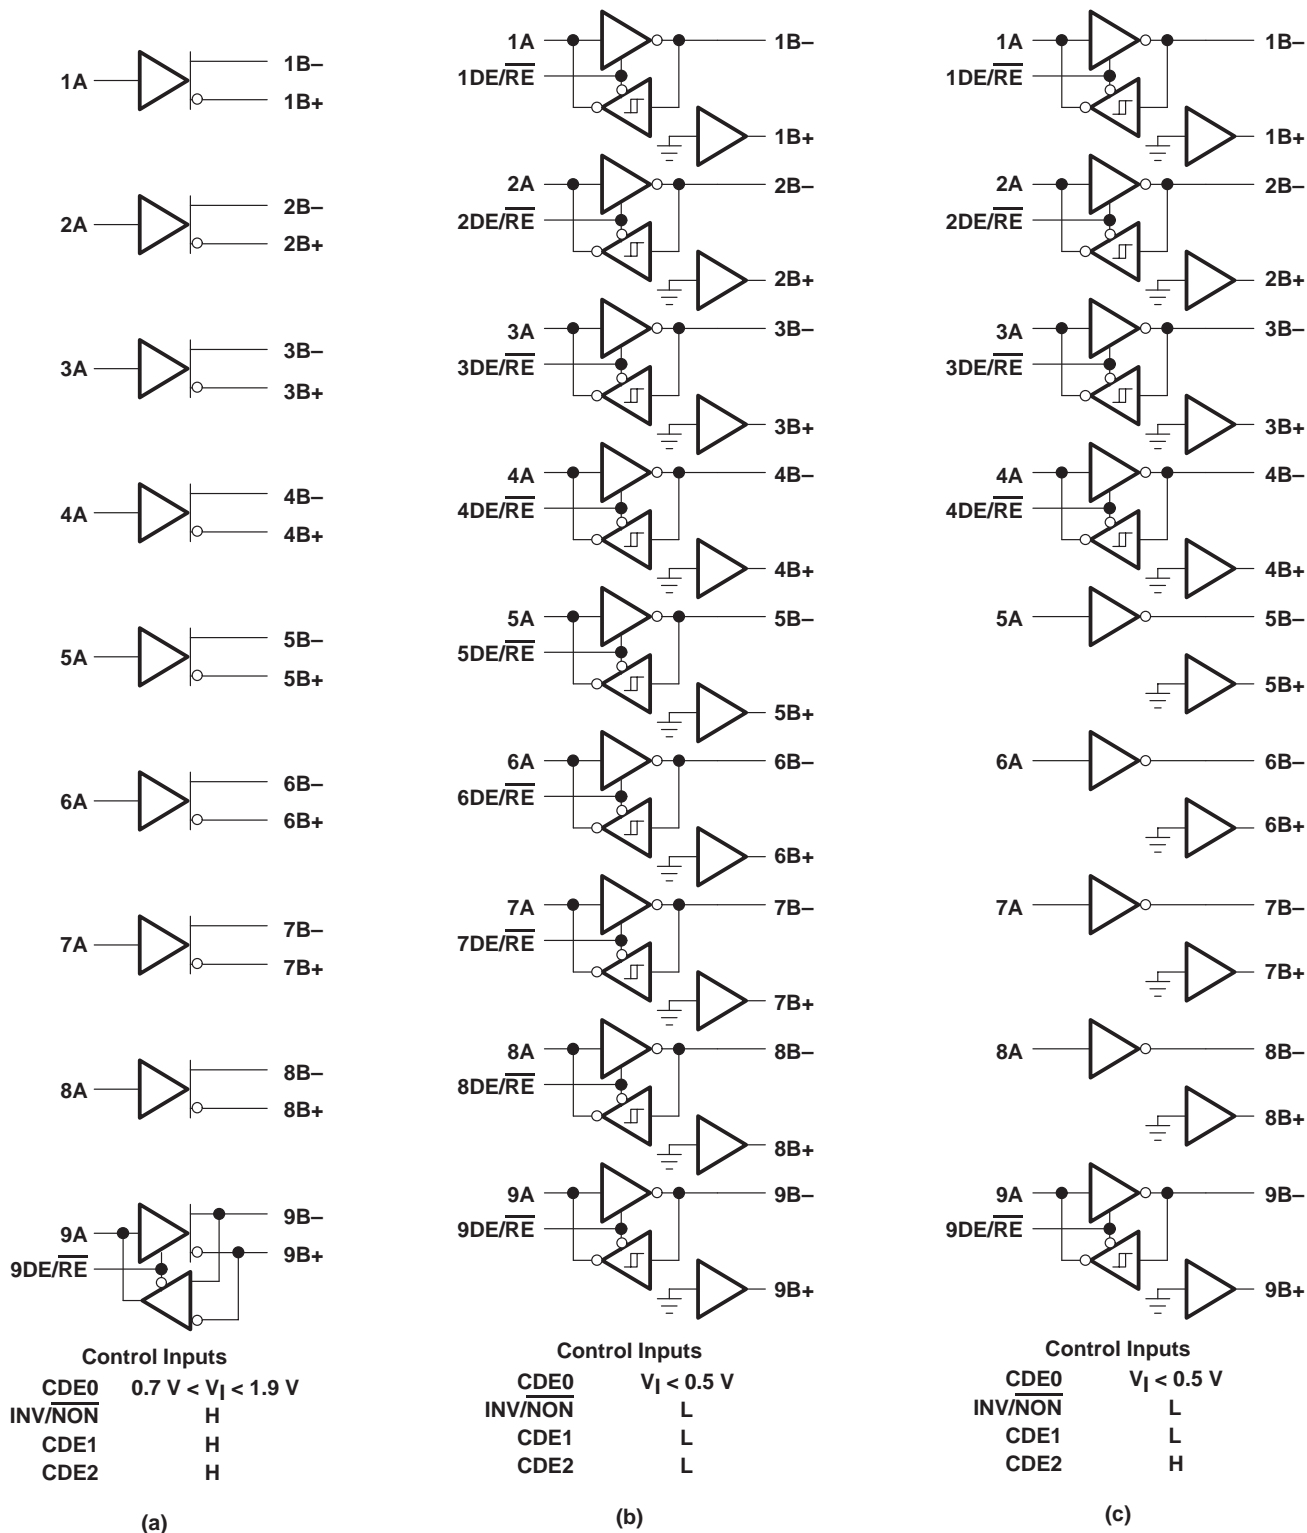 1A
1B–
1B+
2A
2B–
2B+
3A
3B–
3B+
4A
4B–
4B+
5A
5B–
5B+
6A
6B–
6B+
7A
7B–
7B+
8A
8B–
8B+
9A
9DE/RE
9B–
9B+
Control Inputs
CDE0 0.7 V < VI < 1.9 V
INV/NON H
CDE1 H
CDE2 H
(a)
1A
1DE/RE
1B–
1B+
2A
2DE/RE
2B–
2B+
3A
3DE/RE
3B–
3B+
4A
4DE/RE
4B–
4B+
5A
5DE/RE
5B–
5B+
6A
6DE/RE
6B–
6B+
7A
7DE/RE
7B–
7B+
8A
8DE/RE
8B–
8B+
9A
9DE/RE
9B–
9B+
Control Inputs
CDE0 VI < 0.5 V
INV/NON L
CDE1 L
CDE2 L
(b)
1A
1DE/RE
1B–
1B+
2A
2DE/RE
2B–
2B+
3A
3DE/RE
3B–
3B+
4A
4DE/RE
4B–
4B+
5A
5B–
5B+
6A
6B–
6B+
7A
7B–
7B+
8A
8B–
8B+
9A
9DE/RE
9B–
9B+
Control Inputs
CDE0 VI < 0.5 V
INV/NON L
CDE1 L
CDE2 H
(c)